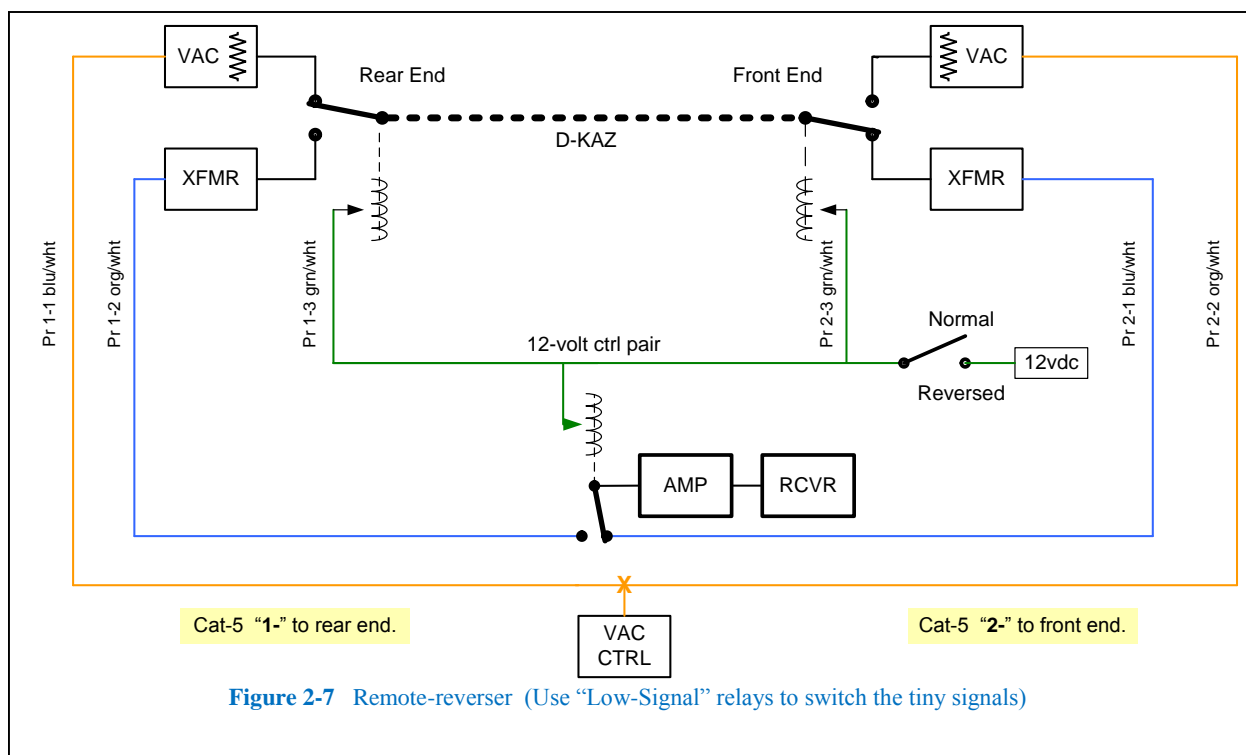 VAC
Rear End
Front End
VAC
D-KAZ
XFMR
XFMR
Pr 1-1 blu/wht
Pr 1-2 org/wht
Pr 1-3 grn/wht
Pr 2-3 grn/wht
Pr 2-1 blu/wht
Pr 2-2 org/wht
Normal
12-volt ctrl pair
12vdc
Reversed
AMP
RCVR
X
Cat-5 "1-" to rear end.
VAC
CTRL
Cat-5 "2-" to front end.
Figure 2-7 Remote-reverser (Use “Low-Signal” relays to switch the tiny signals)